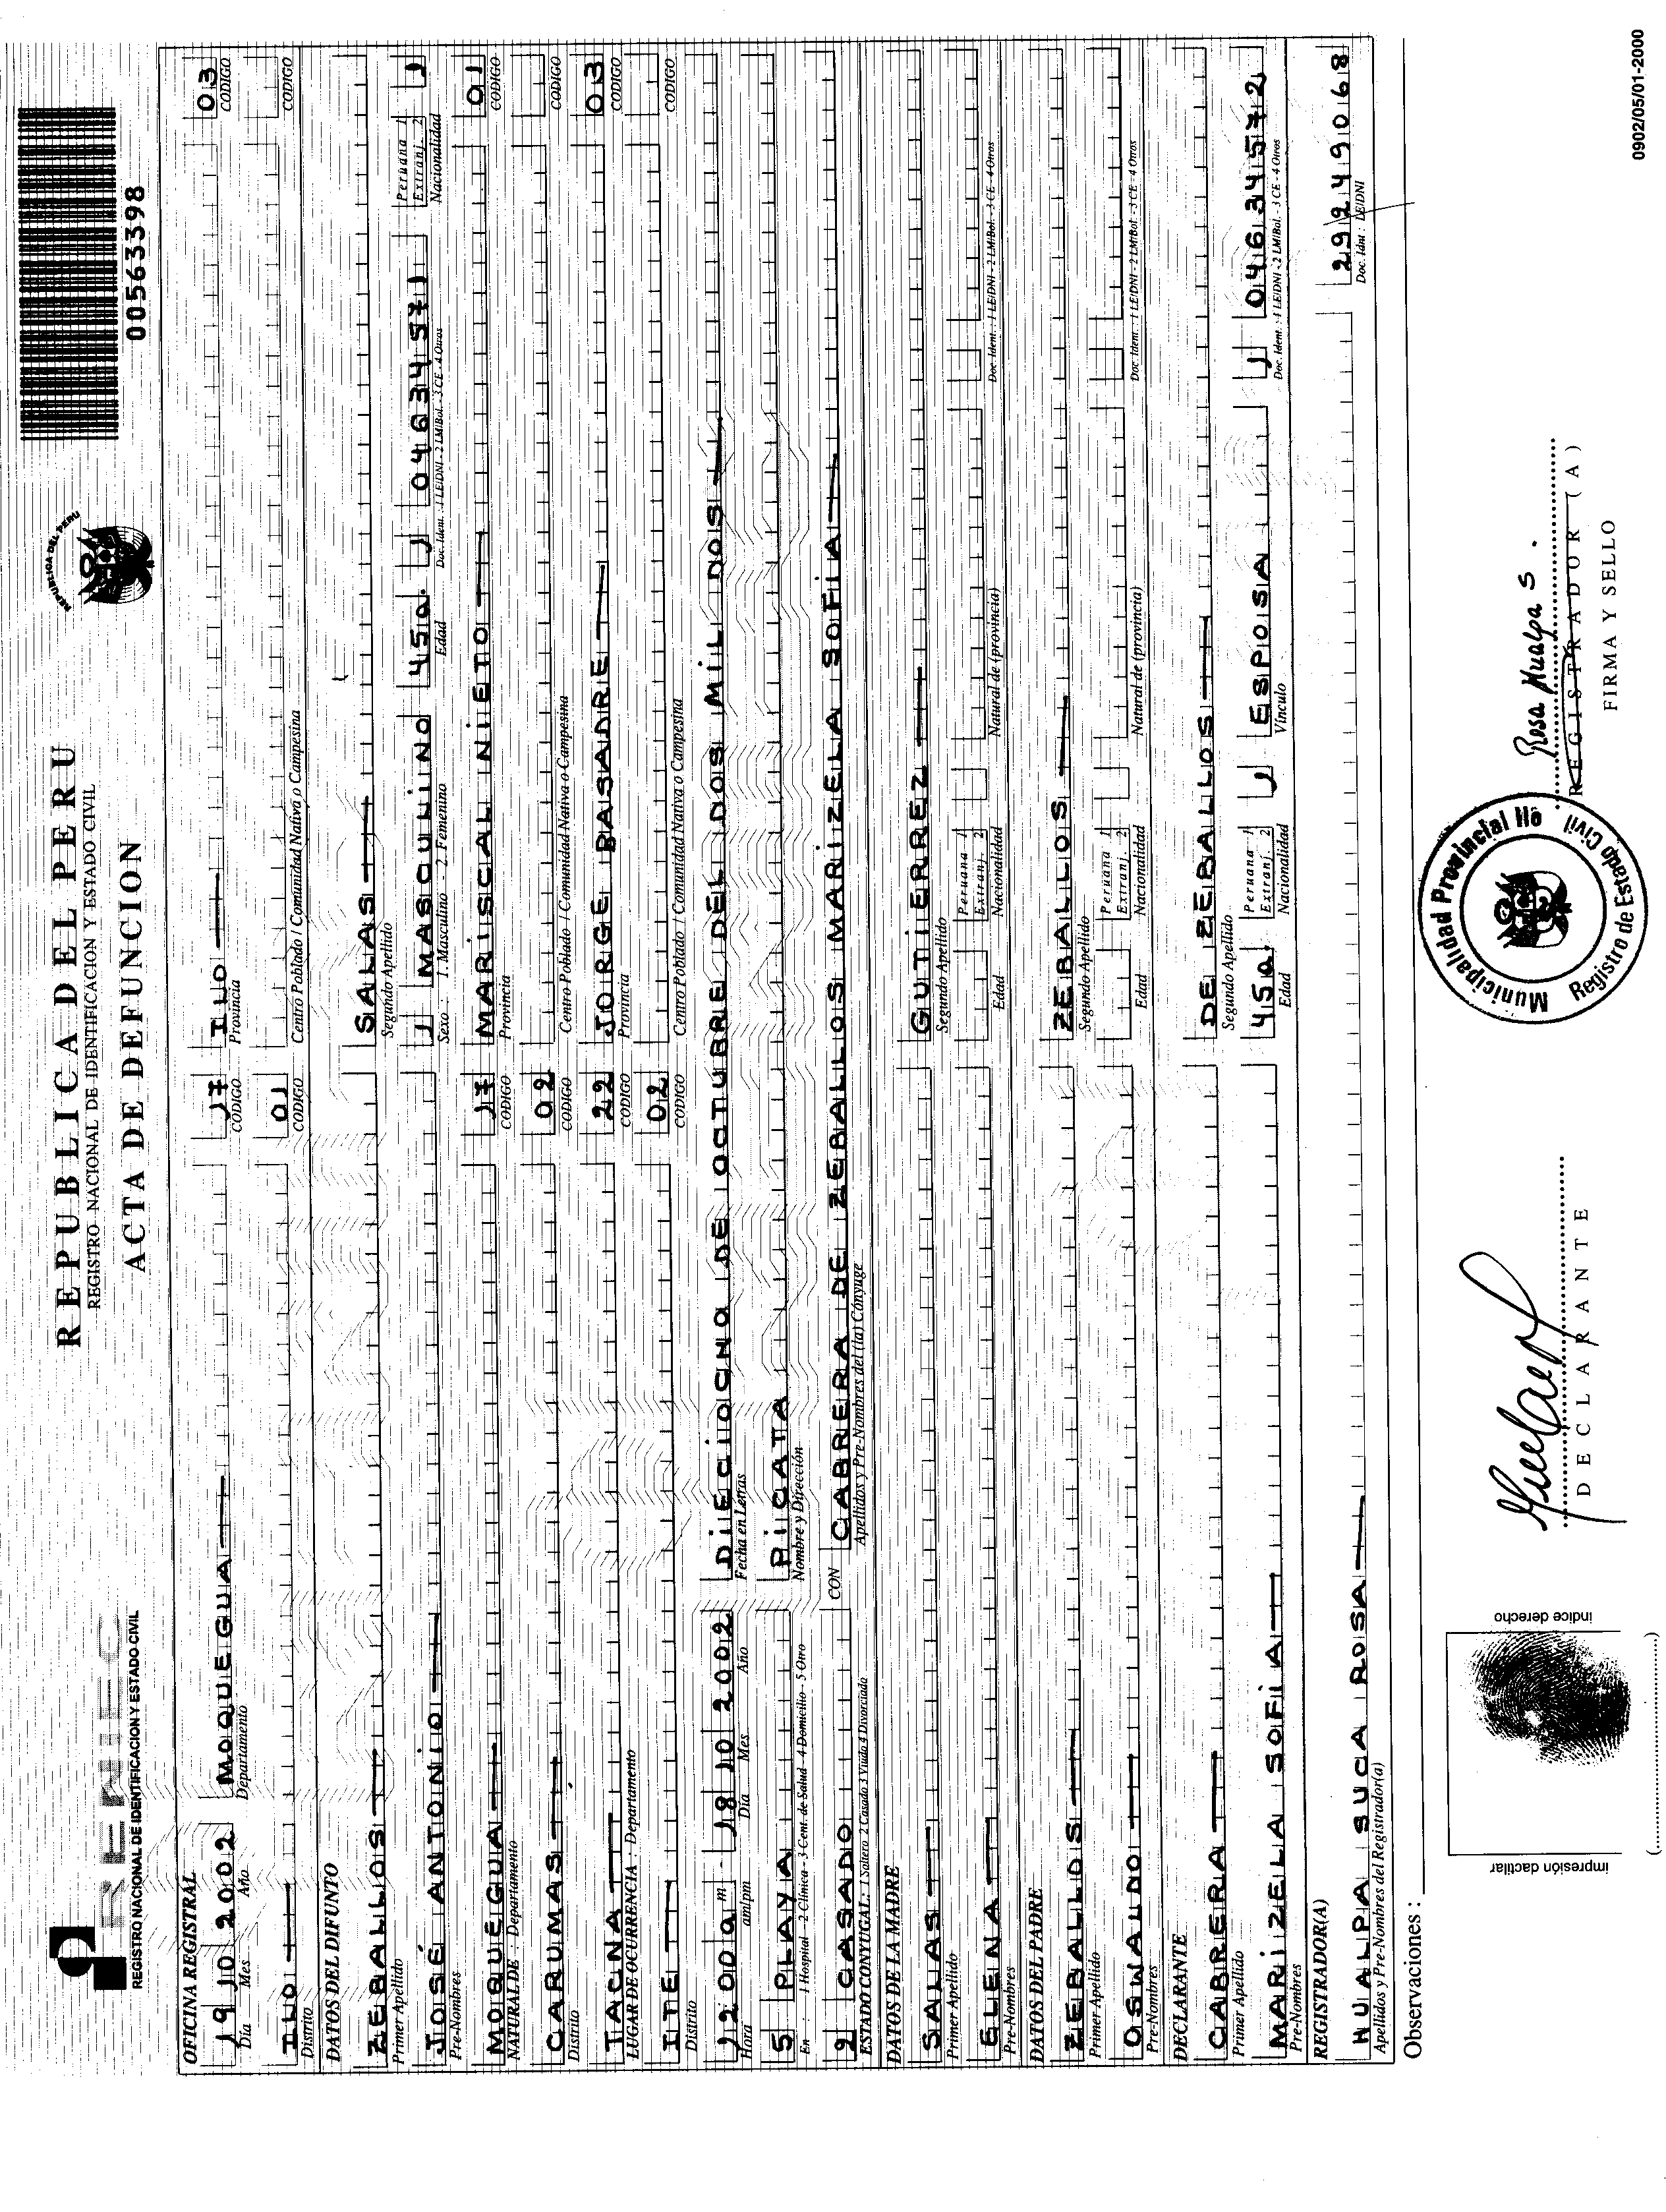 RENIEC
REGISTRO NACIONAL DE IDENTIFICACION Y ESTADO CIVIL
REPUBLICA DEL PERU
REGISTRO NACIONAL DE IDENTIFICACION Y ESTADO CIVIL
ACTA DE DEFUNCION
REPUBLICA DEL PERU
00563398
OFICINA REGISTRAL
19 10 2002 MOQUEGUA 17 ILO 03
Día Mes Año Departamento CODIGO Provincia CODIGO
ILO 01
Distrito CODIGO Centro Poblado / Comunidad Nativa o Campesina CODIGO
DATOS DEL DIFUNTO
ZEBALLOS SALAS
Primer Apellido Segundo Apellido
JOSÉ ANTONIO 1 MASCULINO 45a. 1 04634571 Peruana 1 Extranj. 2 1
Pre-Nombres Sexo : 1. Masculino - 2. Femenino Edad Doc. Ident. : 1 LE/DNI - 2 LM/Bol. - 3 CE - 4 Otros Nacionalidad
MOQUEGUA 17 MARISCAL NIETO 01
NATURAL DE : Departamento CODIGO Provincia CODIGO
CARUMAS 02
Distrito CODIGO Centro Poblado / Comunidad Nativa o Campesina CODIGO
TACNA 22 JORGE BASADRE 03
LUGAR DE OCURRENCIA : Departamento CODIGO Provincia CODIGO
ITE 02
Distrito CODIGO Centro Poblado / Comunidad Nativa o Campesina CODIGO
1200 a m 18 10 2002 DIECIOCHO DE OCTUBRE DEL DOS MIL DOS
Hora am/pm Día Mes Año Fecha en Letras
5 PLAYA PICATA
En : 1 Hospital - 2 Clínica - 3 Cent. de Salud - 4 Domicilio - 5 Otro Nombre y Dirección
2 CASADO CON CABRERA DE ZEBALLOS MARIZELA SOFIA
ESTADO CONYUGAL: 1 Soltero 2 Casado 3 Viudo 4 Divorciado Apellidos y Pre-Nombres del (la) Cónyuge
DATOS DE LA MADRE
SALAS GUTIERREZ
Primer Apellido Segundo Apellido
ELENA Peruana 1 Extranj. 2
Pre-Nombres Edad Nacionalidad Natural de (provincia) Doc. Ident. : 1 LE/DNI - 2 LM/Bol. - 3 CE - 4 Otros
DATOS DEL PADRE
ZEBALLOS ZEBALLOS
Primer Apellido Segundo Apellido
OSWALDO Peruana 1 Extranj. 2
Pre-Nombres Edad Nacionalidad Natural de (provincia) Doc. Ident. : 1 LE/DNI - 2 LM/Bol. - 3 CE - 4 Otros
DECLARANTE
CABRERA DE ZEBALLOS
Primer Apellido Segundo Apellido
MARIZELA SOFIA 45a. Peruana 1 Extranj. 2 1 ESPOSA 1 04634572
Pre-Nombres Edad Nacionalidad Vínculo Doc. Ident. : 1 LE/DNI - 2 LM/Bol. - 3 CE - 4 Otros
REGISTRADOR(A)
HUALPA SUCA ROSA 29249068
Apellidos y Pre-Nombres del Registrador(a) Doc. Idnt : LE/DNI
Observaciones :
impresión dactilar
índice derecho
DECLARANTE
Municipalidad Provincial Ilo
Registro de Estado Civil
Rosa Hualpa S.
REGISTRADOR (A)
FIRMA Y SELLO
0902/05/01-2000